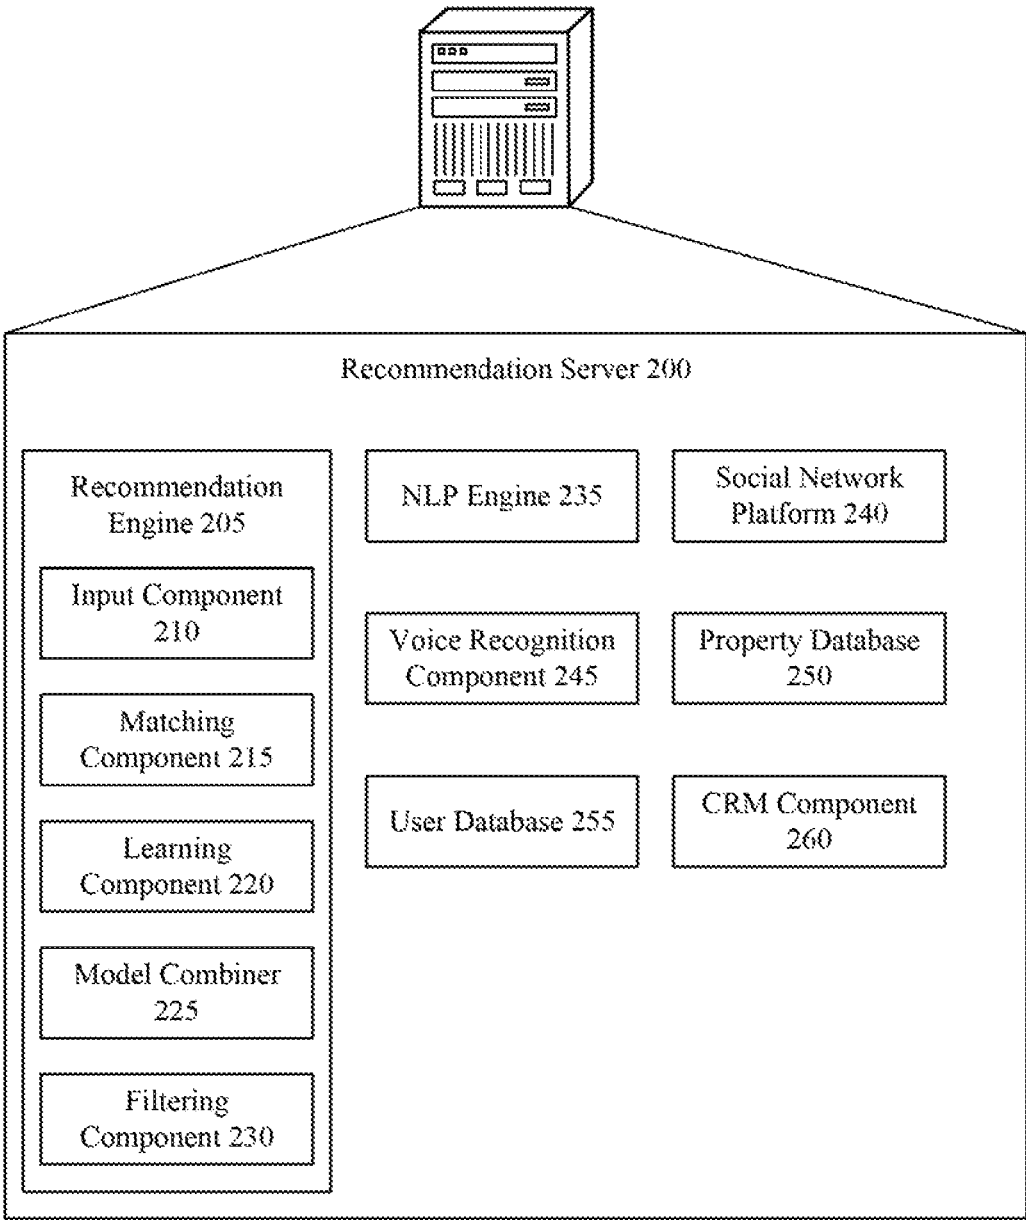 Recommendation Server 200
Recommendation
Engine 205
Input Component
210
Matching
Component 215
Learning
Component 220
Model Combiner
225
Filtering
Component 230
NLP Engine 235
Social Network
Platform 240
Voice Recognition
Component 245
Property Database
250
User Database 255
CRM Component
260